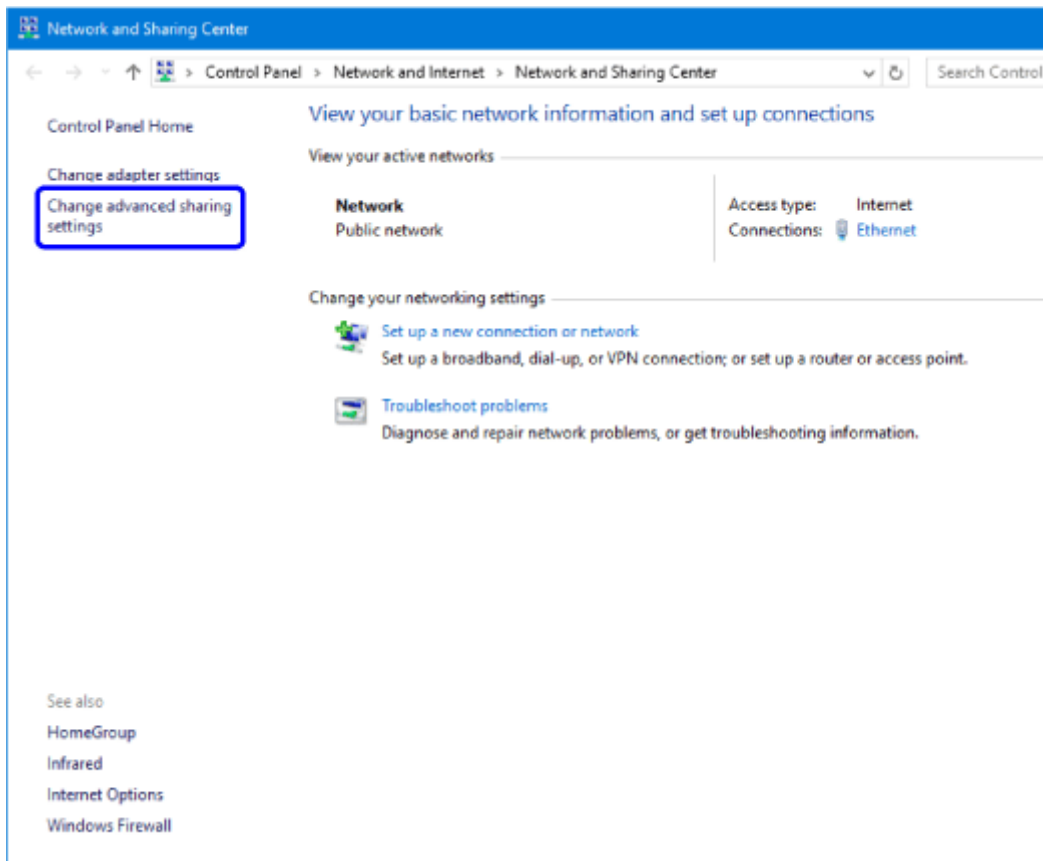 Network and Sharing Center
Control Panel > Network and Internet > Network and Sharing Center
Search Control
Control Panel Home
Change adapter settings
Change advanced sharing
settings
View your basic network information and set up connections
View your active networks
Network
Public network
Access type: Internet
Connections: Ethernet
Change your networking settings
Set up a new connection or network
Set up a broadband, dial-up, or VPN connection; or set up a router or access point.
Troubleshoot problems
Diagnose and repair network problems, or get troubleshooting information.
See also
HomeGroup
Infrared
Internet Options
Windows Firewall